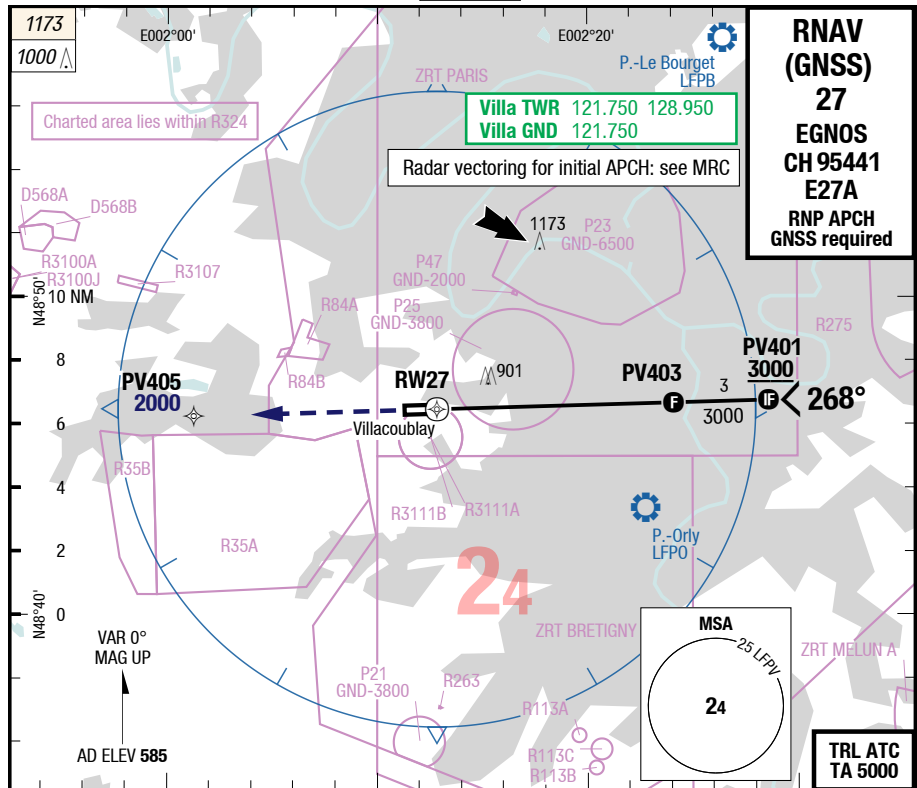 1173
1000
E002°00'
E002°20'
P.-Le Bourget
LFPB
ZRT PARIS
RNAV
(GNSS)
27
EGNOS
CH 95441
E27A
RNP APCH
GNSS required
Charted area lies within R324
Villa TWR 121.750 128.950
Villa GND 121.750
Radar vectoring for initial APCH: see MRC
D568A
D568B
1173
P23
GND-6500
R3100A
R3100J
R3107
P47
GND-2000
N48°50'
10 NM
R84A
P25
GND-3800
R275
8
R84B
901
PV405
2000
RW27
PV403
PV401
3000
3
3000
F
IF
268°
6
Villacoublay
R35B
4
R3111B
R3111A
R35A
P.-Orly
LFPO
2
24
N48°40'
0
VAR 0°
MAG UP
ZRT BRETIGNY
MSA
25 LFPV
24
ZRT MELUN A
P21
GND-3800
R263
R113A
R113C
R113B
AD ELEV 585
TRL ATC
TA 5000